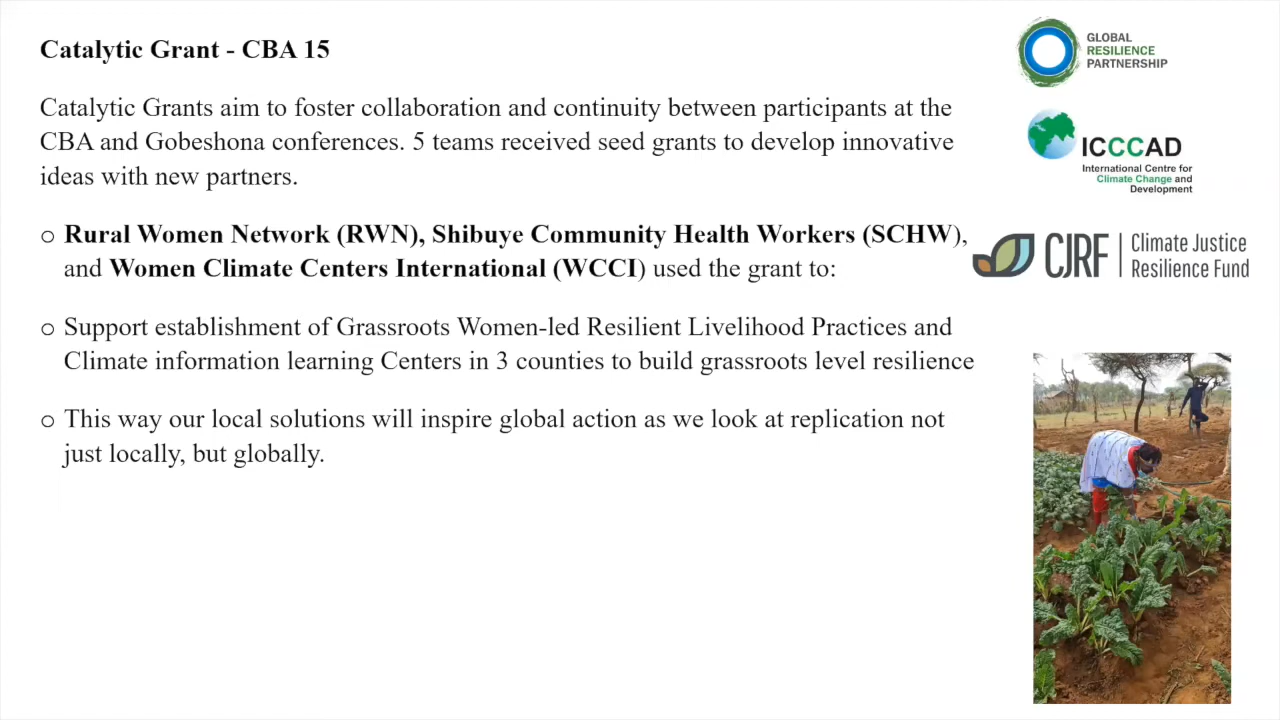 Catalytic Grant - CBA 15
Catalytic Grants aim to foster collaboration and continuity between participants at the
CBA and Gobeshona conferences. 5 teams received seed grants to develop innovative
ideas with new partners.
o Rural Women Network (RWN), Shibuye Community Health Workers (SCHW),
and Women Climate Centers International (WCCI) used the grant to:
o Support establishment of Grassroots Women-led Resilient Livelihood Practices and
Climate information learning Centers in 3 counties to build grassroots level resilience
o This way our local solutions will inspire global action as we look at replication not
just locally, but globally.
GLOBAL
RESILIENCE
PARTNERSHIP
ICCCAD
International Centre for
Climate Change and
Development
CJRF
Climate Justice
Resilience Fund